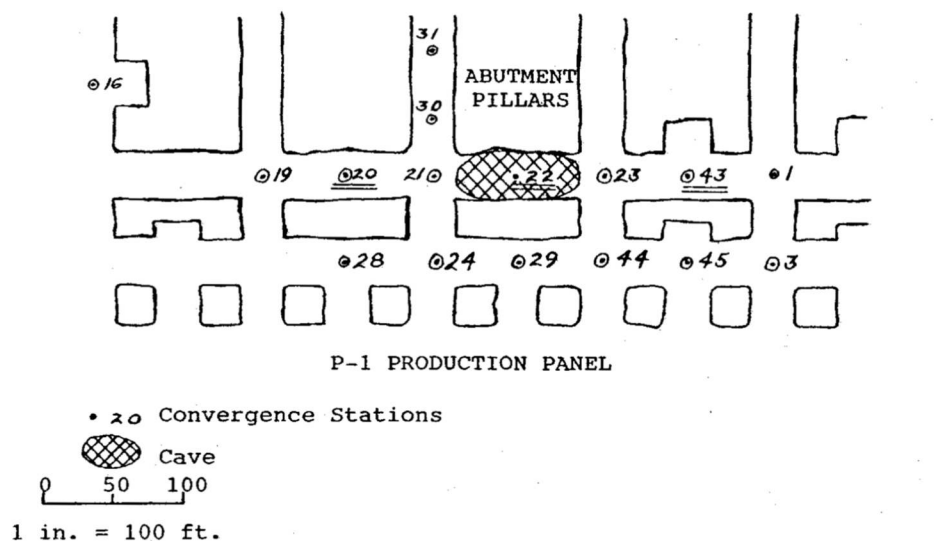 31
ABUTMENT
PILLARS
16
30
19 20 21 22 23 43 1
28 24 29 44 45 3
P-1 PRODUCTION PANEL
20 Convergence Stations
Cave
0 50 100
1 in. = 100 ft.